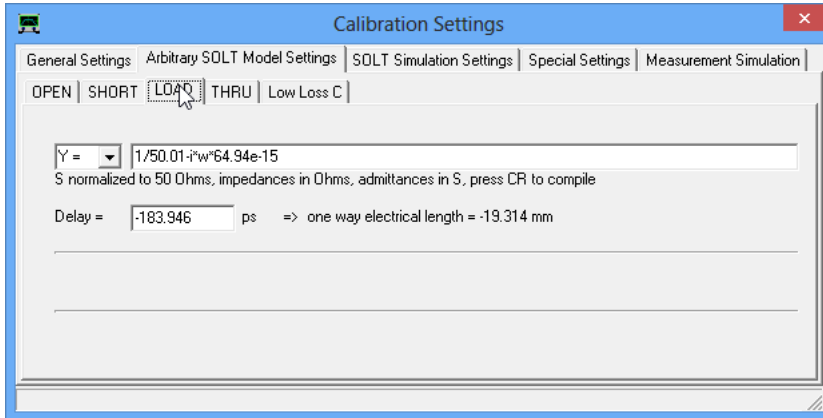 Calibration Settings
General Settings Arbitrary SOLT Model Settings SOLT Simulation Settings Special Settings Measurement Simulation
OPEN SHORT LOAD THRU Low Loss C
Y = 1/50.01-i*w*64.94e-15
S normalized to 50 Ohms, impedances in Ohms, admittances in S, press CR to compile
Delay = -183.946 ps => one way electrical length = -19.314 mm